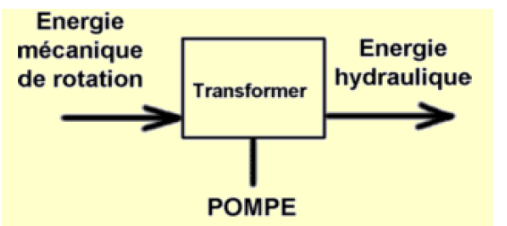 Energie
mécanique
de rotation
Transformer
Energie
hydraulique
POMPE